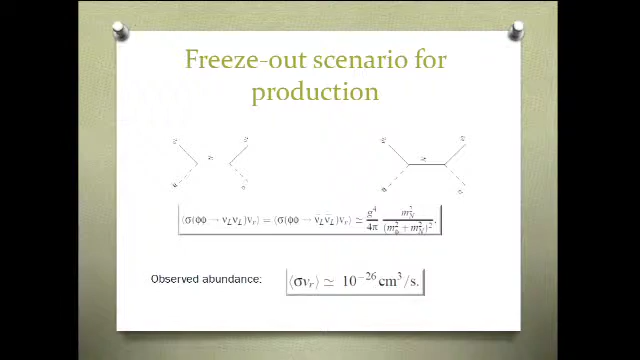 Freeze-out scenario for
production
⟨σ(ϕϕ → ν_L ν_L)v_r⟩ = ⟨σ(ϕϕ → ν̄_L ν̄_L)v_r⟩ ≃ g⁴/4π m_N²/(m_ϕ² + m_N²)².
Observed abundance: ⟨σv_r⟩ ≃ 10⁻²⁶ cm³/s.